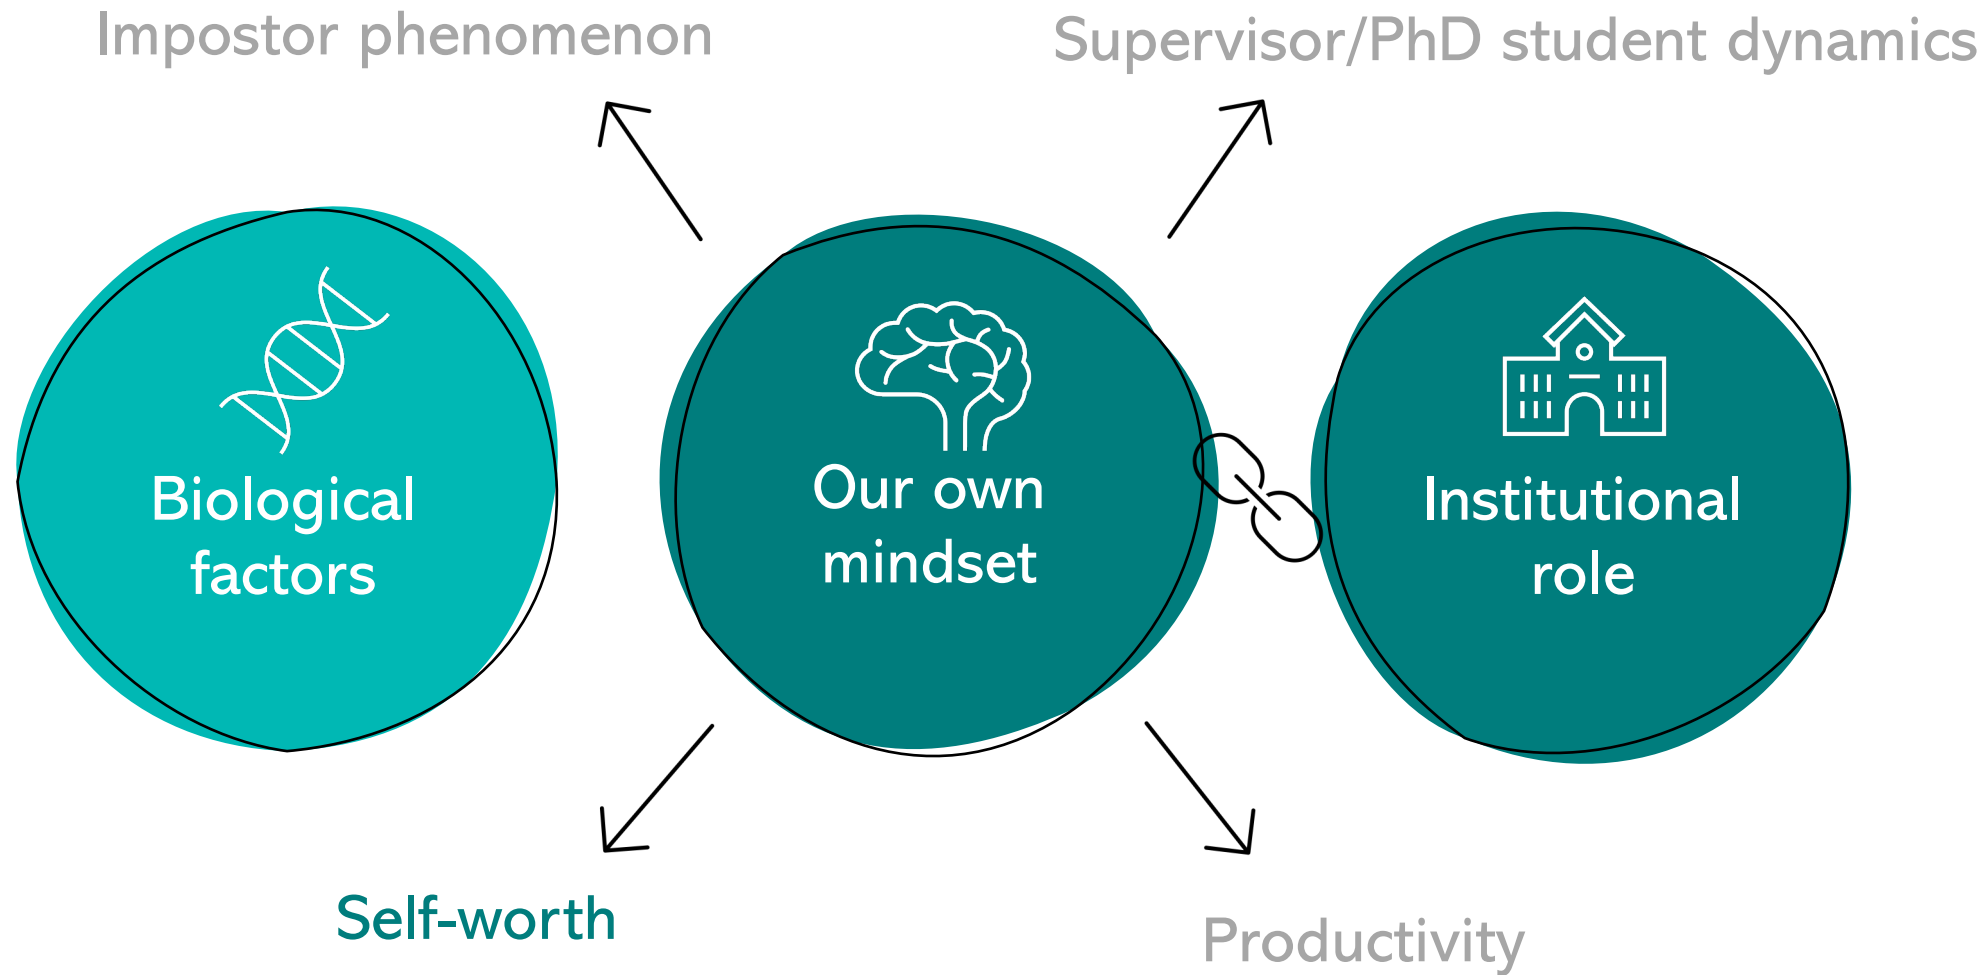 Impostor phenomenon
Supervisor/PhD student dynamics
Biological
factors
Our own
mindset
Institutional
role
Self-worth
Productivity